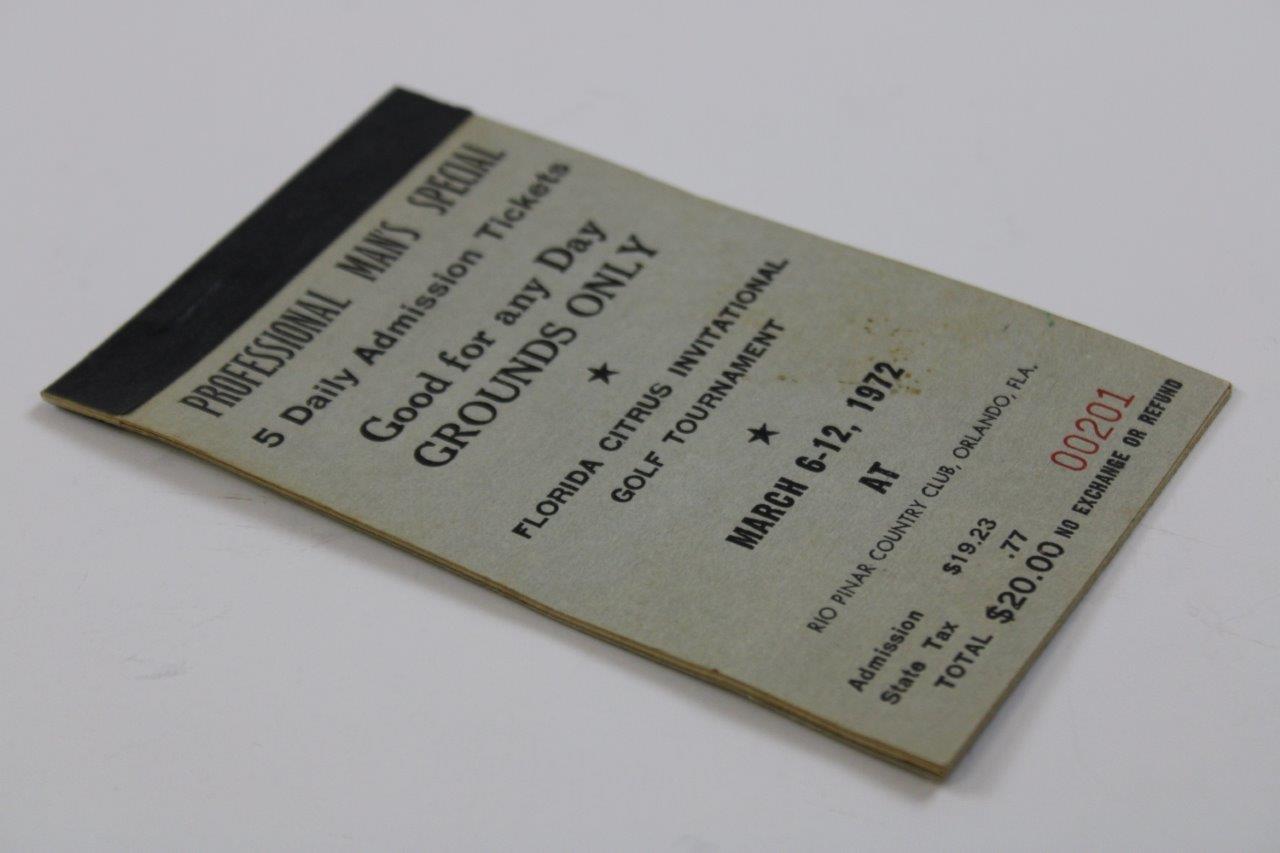 PROFESSIONAL MAN'S SPECIAL
5 Daily Admission Tickets
Good for any Day
GROUNDS ONLY
FLORIDA CITRUS INVITATIONAL
GOLF TOURNAMENT
MARCH 6-12, 1972
AT
RIO PINAR COUNTRY CLUB, ORLANDO, FLA.
Admission $19.23
State Tax .77
TOTAL $20.00 NO EXCHANGE OR REFUND
00201